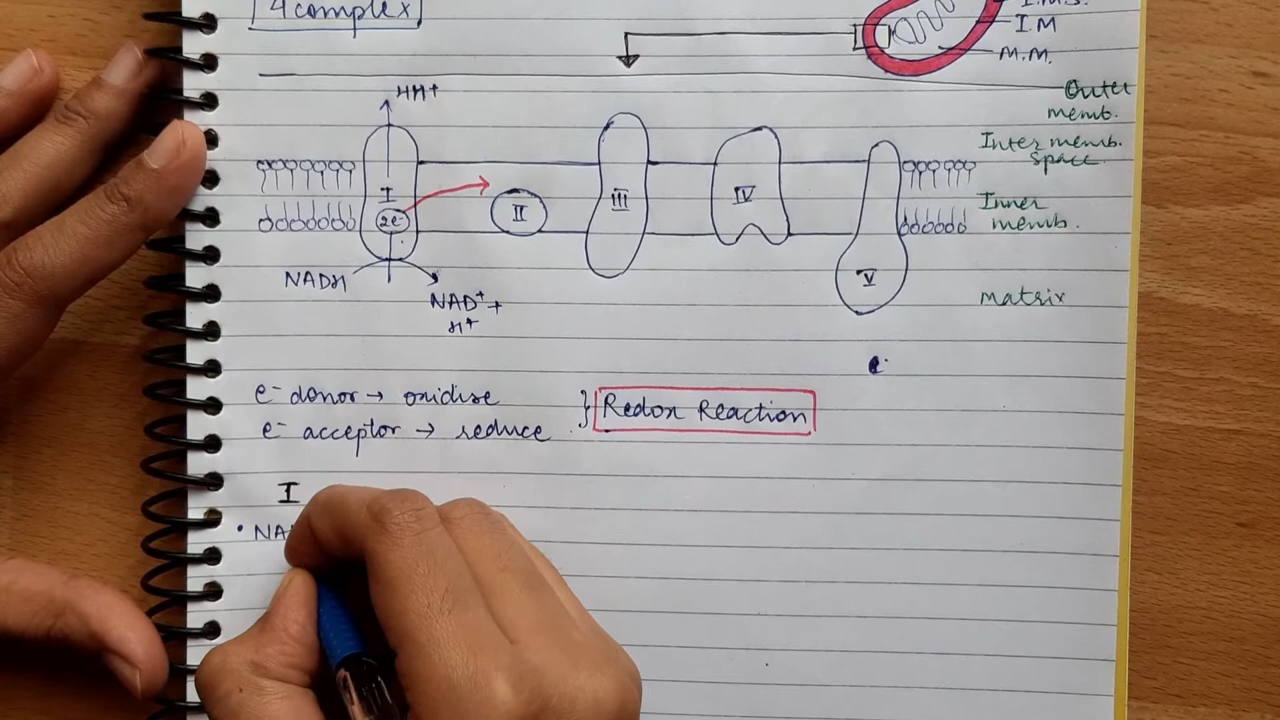 4 complex
I.M.S.
I.M
M.M.
Outer
memb.
4H+
Inter memb.
space
I
2e-
II
III
IV
V
Inner
memb.
NADH
NAD+ +
H+
matrix
e-
e- donor → oxidise
e- acceptor → reduce
} Redox Reaction
I
• NA